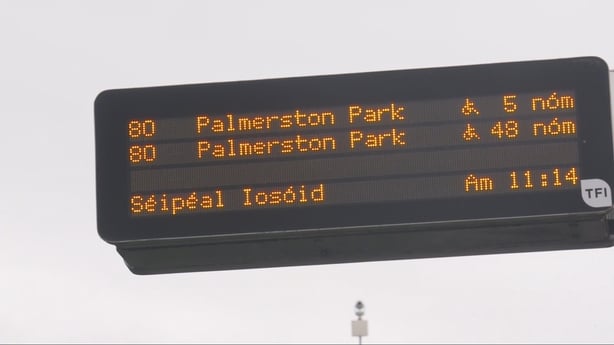 80 Palmerston Park 5 nóm
80 Palmerston Park 48 nóm
Séipéal Iosóid Am 11:14
TFI